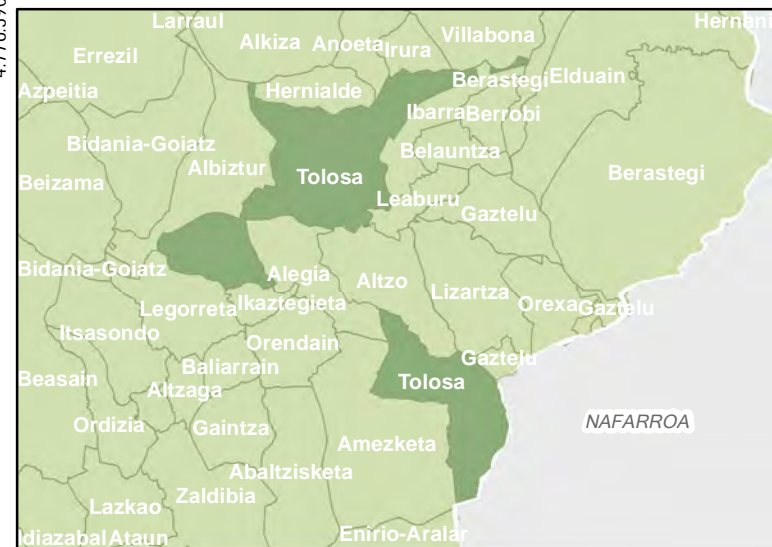 Larraul
Hernani
Errezil
Alkiza
Anoeta
Irura
Villabona
Azpeitia
Hernialde
Berastegi
Elduain
Ibarra
Berrobi
Bidania-Goiatz
Albiztur
Belauntza
Beizama
Tolosa
Berastegi
Leaburu
Gaztelu
Bidania-Goiatz
Alegia
Altzo
Lizartza
Legorreta
Ikaztegieta
Orexa
Gaztelu
Itsasondo
Orendain
Gaztelu
Baliarrain
Beasain
Altzaga
Tolosa
Ordizia
Gaintza
Amezketa
NAFARROA
Abaltzisketa
Zaldibia
Lazkao
Idiazabal
Ataun
Enirio-Aralar